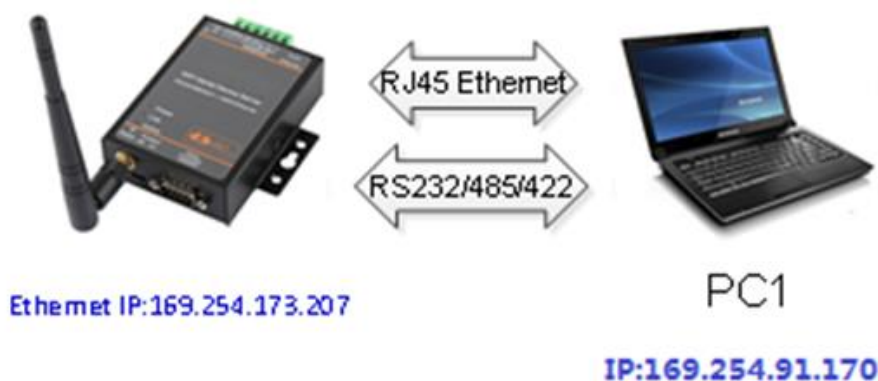 RJ45 Ethernet
RS232/485/422
Ethernet IP:169.254.173.207
PC1
IP:169.254.91.170